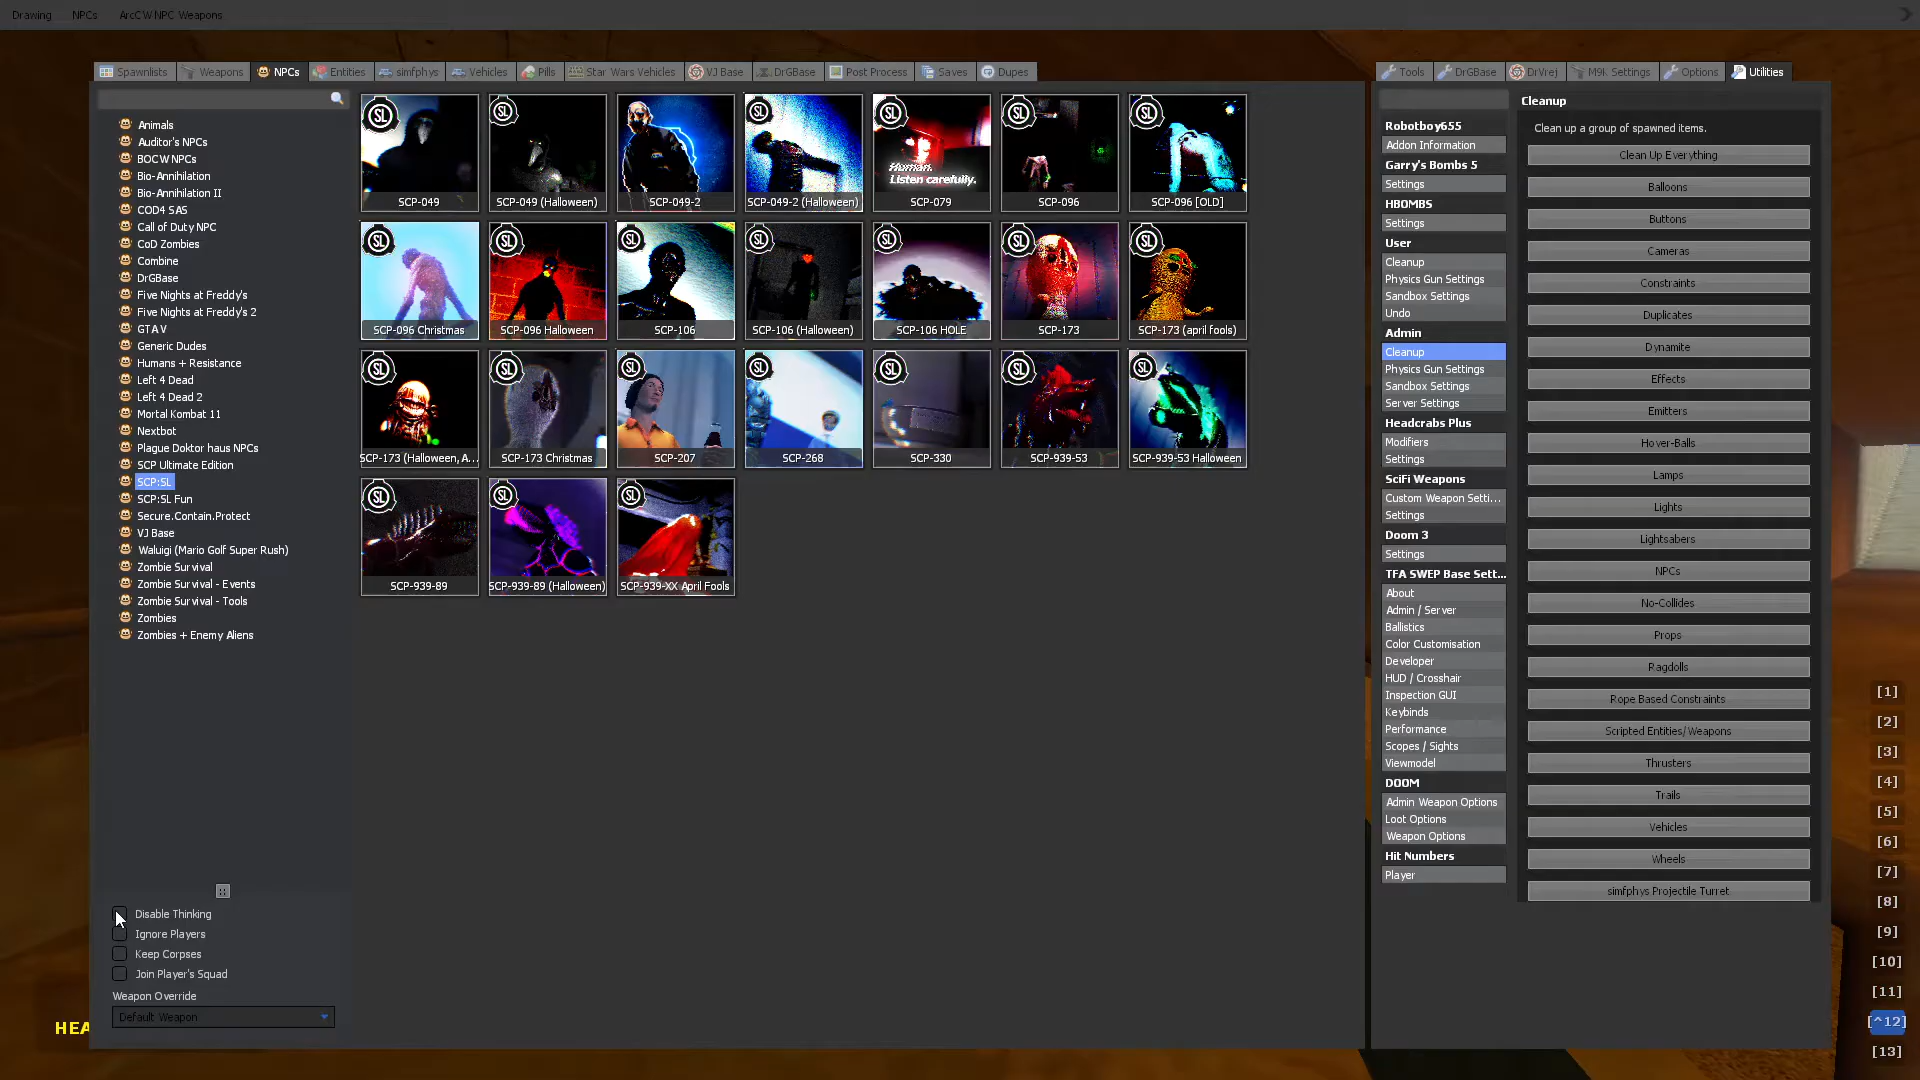 Drawing NPCs ArcCW NPC Weapons
Spawnlists Weapons NPCs Entities simfphys Vehicles Pills Star Wars Vehicles VJ Base DrGBase Post Process Saves Dupes
Animals
Auditor's NPCs
BOCW NPCs
Bio-Annihilation
Bio-Annihilation II
COD4 SAS
Call of Duty NPC
CoD Zombies
Combine
DrGBase
Five Nights at Freddy's
Five Nights at Freddy's 2
GTA V
Generic Dudes
Humans + Resistance
Left 4 Dead
Left 4 Dead 2
Mortal Kombat 11
Nextbot
Plague Doktor haus NPCs
SCP Ultimate Edition
SCP:SL
SCP:SL Fun
Secure.Contain.Protect
VJ Base
Waluigi (Mario Golf Super Rush)
Zombie Survival
Zombie Survival - Events
Zombie Survival - Tools
Zombies
Zombies + Enemy Aliens
Disable Thinking
Ignore Players
Keep Corpses
Join Player's Squad
Weapon Override
Default Weapon
HEA
Human.
Listen carefully.
SCP-049 SCP-049 (Halloween) SCP-049-2 SCP-049-2 (Halloween) SCP-079 SCP-096 SCP-096 [OLD]
SCP-096 Christmas SCP-096 Halloween SCP-106 SCP-106 (Halloween) SCP-106 HOLE SCP-173 SCP-173 (april fools)
SCP-173 (Halloween, A... SCP-173 Christmas SCP-207 SCP-268 SCP-330 SCP-939-53 SCP-939-53 Halloween
SCP-939-89 SCP-939-89 (Halloween) SCP-939-XX April Fools
Tools DrGBase DrVrej M9K Settings Options Utilities
Robotboy655
Addon Information
Garry's Bombs 5
Settings
HBOMBS
Settings
User
Cleanup
Physics Gun Settings
Sandbox Settings
Undo
Admin
Cleanup
Physics Gun Settings
Sandbox Settings
Server Settings
Headcrabs Plus
Modifiers
Settings
SciFi Weapons
Custom Weapon Setti...
Settings
Doom 3
Settings
TFA SWEP Base Sett...
About
Admin / Server
Ballistics
Color Customisation
Developer
HUD / Crosshair
Inspection GUI
Keybinds
Performance
Scopes / Sights
Viewmodel
DOOM
Admin Weapon Options
Loot Options
Weapon Options
Hit Numbers
Player
Cleanup
Clean up a group of spawned items.
Clean Up Everything
Balloons
Buttons
Cameras
Constraints
Duplicates
Dynamite
Effects
Emitters
Hover-Balls
Lamps
Lights
Lightsabers
NPCs
No-Collides
Props
Ragdolls
Rope Based Constraints
Scripted Entities/Weapons
Thrusters
Trails
Vehicles
Wheels
simfphys Projectile Turret
[1]
[2]
[3]
[4]
[5]
[6]
[7]
[8]
[9]
[10]
[11]
[^12]
[13]